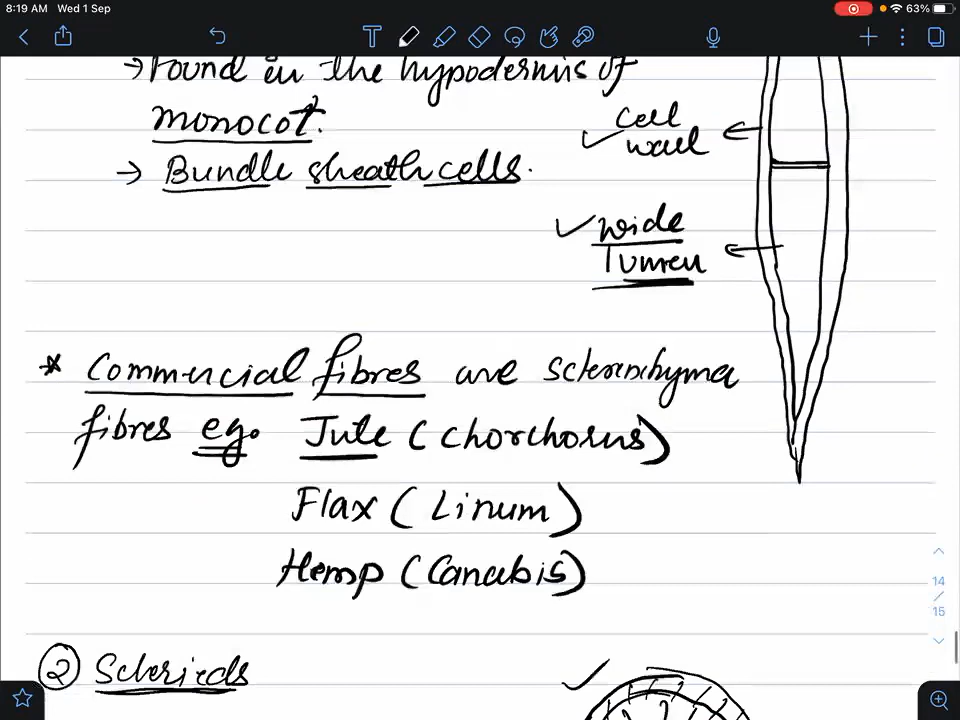 8:19 AM Wed 1 Sep
63%
→ Found in the hypodermis of
monocot.
→ Bundle sheath cells.
cell
wall
wide
lumen
* Commercial fibres are sclerenchyma
fibres eg. Jute (Chorchorus)
Flax (Linum)
Hemp (Canabis)
② Sclerieds
14
/
15